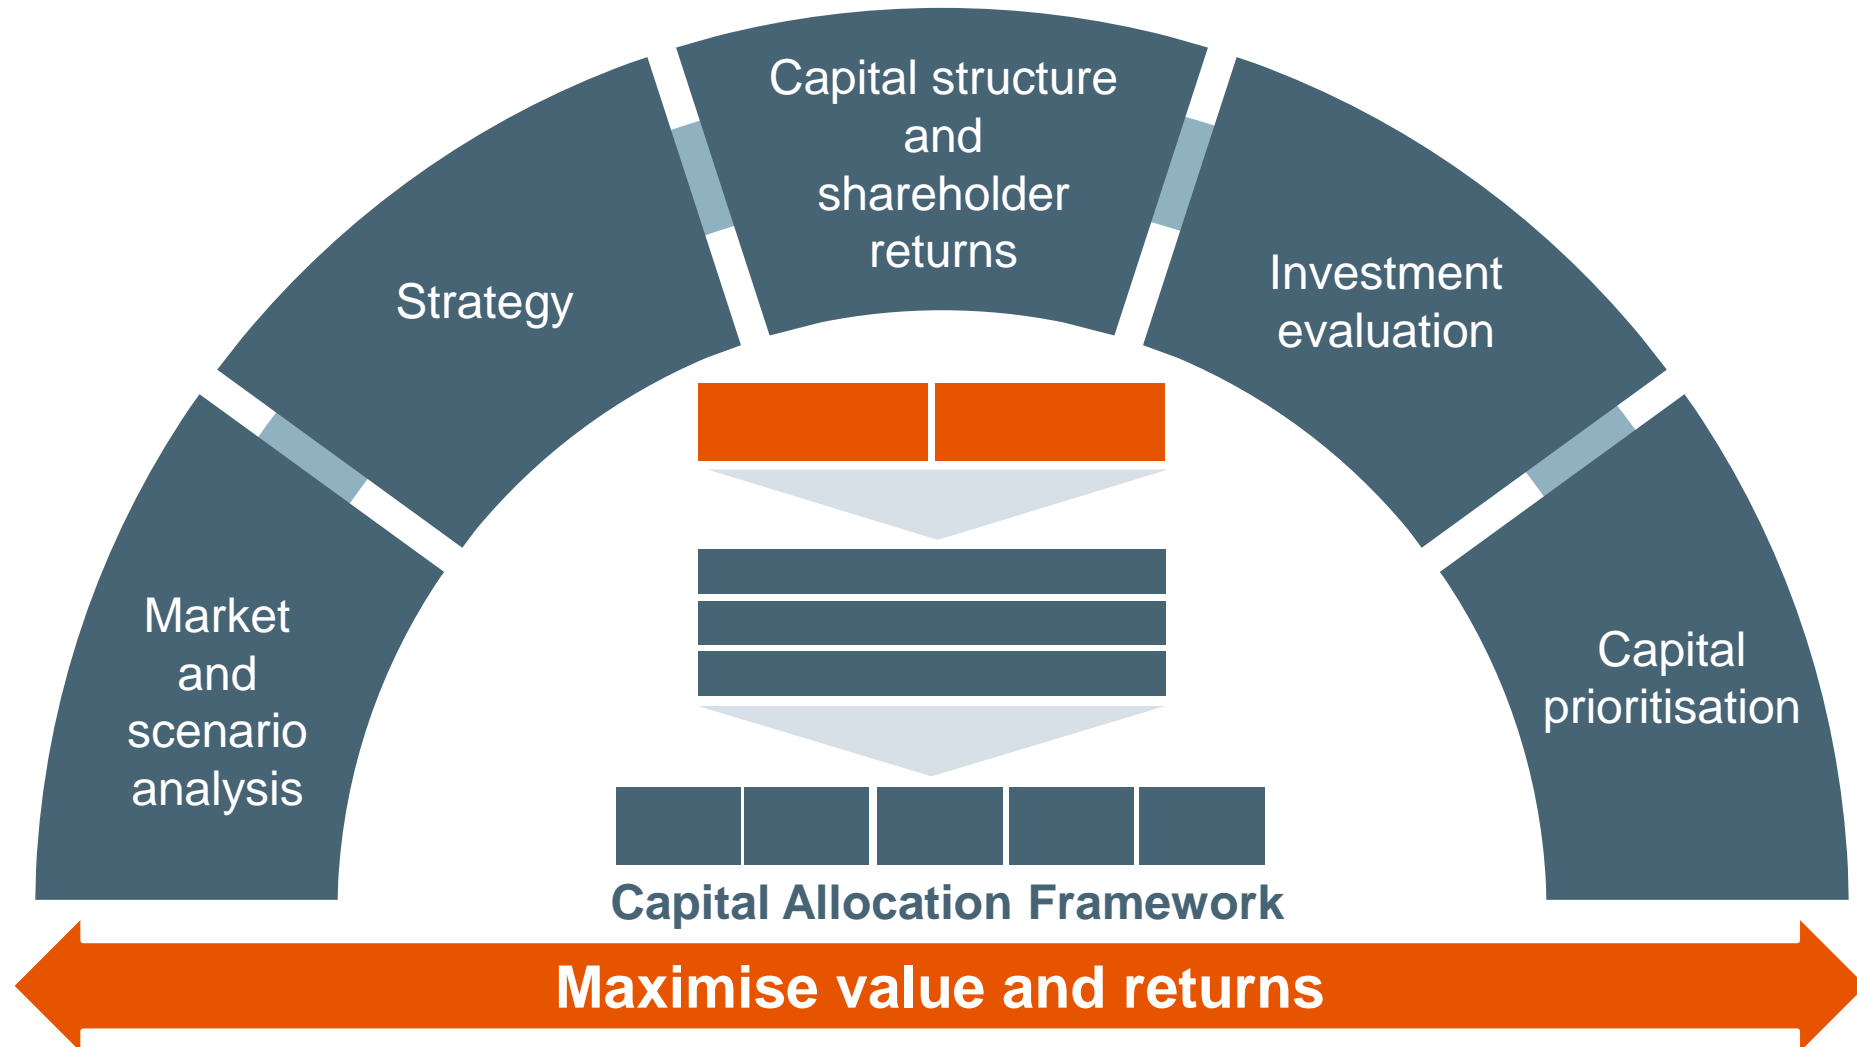 Capital structure
and
shareholder
returns
Strategy
Investment
evaluation
Market
and
scenario
analysis
Capital
prioritisation
Capital Allocation Framework
Maximise value and returns